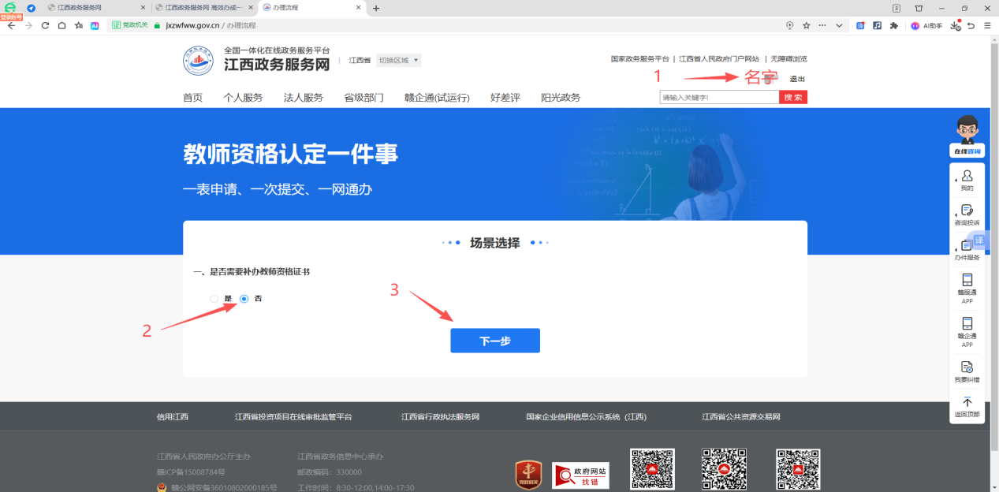 江西政务服务网
江西政务服务网 高效办成一
办理流程
3
登录账号
证 党政机关 jxzwfww.gov.cn / 办理流程
AI助手
全国一体化在线政务服务平台
江西政务服务网
江西省 切换区域
国家政务服务平台 | 江西省人民政府门户网站 | 无障碍浏览
1 名字 退出
首页 个人服务 法人服务 省级部门 赣企通(试运行) 好差评 阳光政务
请输入关键字! 搜 索
教师资格认定一件事
一表申请、一次提交、一网通办
在线咨询
我的
咨询投诉
译
办件服务
赣服通
APP
赣企通
APP
我要纠错
返回顶部
场景选择
一、是否需要补办教师资格证书
是 否
2
3
下一步
信用江西 江西省投资项目在线审批监管平台 江西省行政执法服务网 国家企业信用信息公示系统（江西） 江西省公共资源交易网
江西省人民政府办公厅主办 江西省政务信息中心承办
赣ICP备15008784号 邮政编码：330000
赣公网安备36010802000185号 工作时间：8:30-12:00,14:00-17:30
党政机关
政府网站
找错